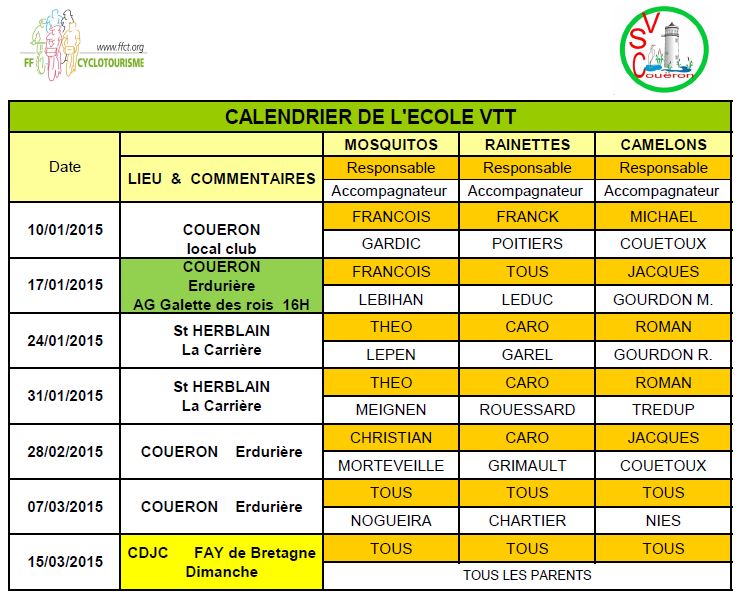 www.ffct.org
FF CYCLOTOURISME
VSC ouëron
CALENDRIER DE L'ECOLE VTT
Date
LIEU & COMMENTAIRES
MOSQUITOS RAINETTES CAMELONS
Responsable Responsable Responsable
Accompagnateur Accompagnateur Accompagnateur
10/01/2015
COUERON
local club
FRANCOIS FRANCK MICHAEL
GARDIC POITIERS COUETOUX
17/01/2015
COUERON
Erdurière
AG Galette des rois 16H
FRANCOIS TOUS JACQUES
LEBIHAN LEDUC GOURDON M.
24/01/2015
St HERBLAIN
La Carrière
THEO CARO ROMAN
LEPEN GAREL GOURDON R.
31/01/2015
St HERBLAIN
La Carrière
THEO CARO ROMAN
MEIGNEN ROUESSARD TREDUP
28/02/2015
COUERON Erdurière
CHRISTIAN CARO JACQUES
MORTEVEILLE GRIMAULT COUETOUX
07/03/2015
COUERON Erdurière
TOUS TOUS TOUS
NOGUEIRA CHARTIER NIES
15/03/2015
CDJC FAY de Bretagne
Dimanche
TOUS TOUS TOUS
TOUS LES PARENTS